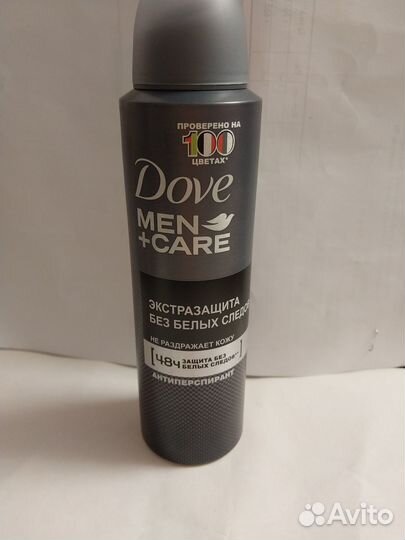 ПРОВЕРЕНО НА
100
ЦВЕТАХ*
Dove
MEN
+CARE
ЭКСТРАЗАЩИТА
БЕЗ БЕЛЫХ СЛЕДОВ
НЕ РАЗДРАЖАЕТ КОЖУ
[48ч ЗАЩИТА БЕЗ
БЕЛЫХ СЛЕДОВ**]
АНТИПЕРСПИРАНТ
Avito